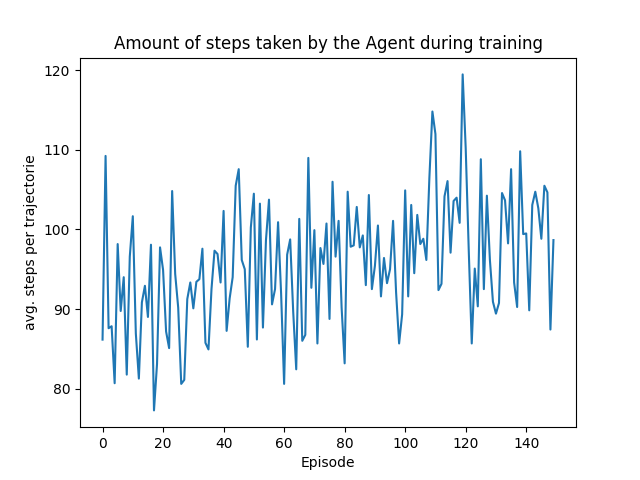 Amount of steps taken by the Agent during training
avg. steps per trajectorie
120
110
100
90
80
0 20 40 60 80 100 120 140
Episode